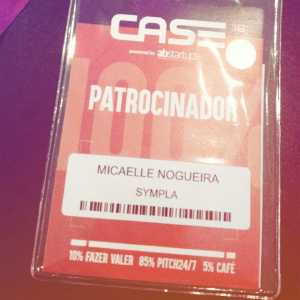 CASE
powered by abstartups
PATROCINADOR
MICAELLE NOGUEIRA
SYMPLA
10% FAZER VALER 85% PITCH24/7 5% CAFÉ